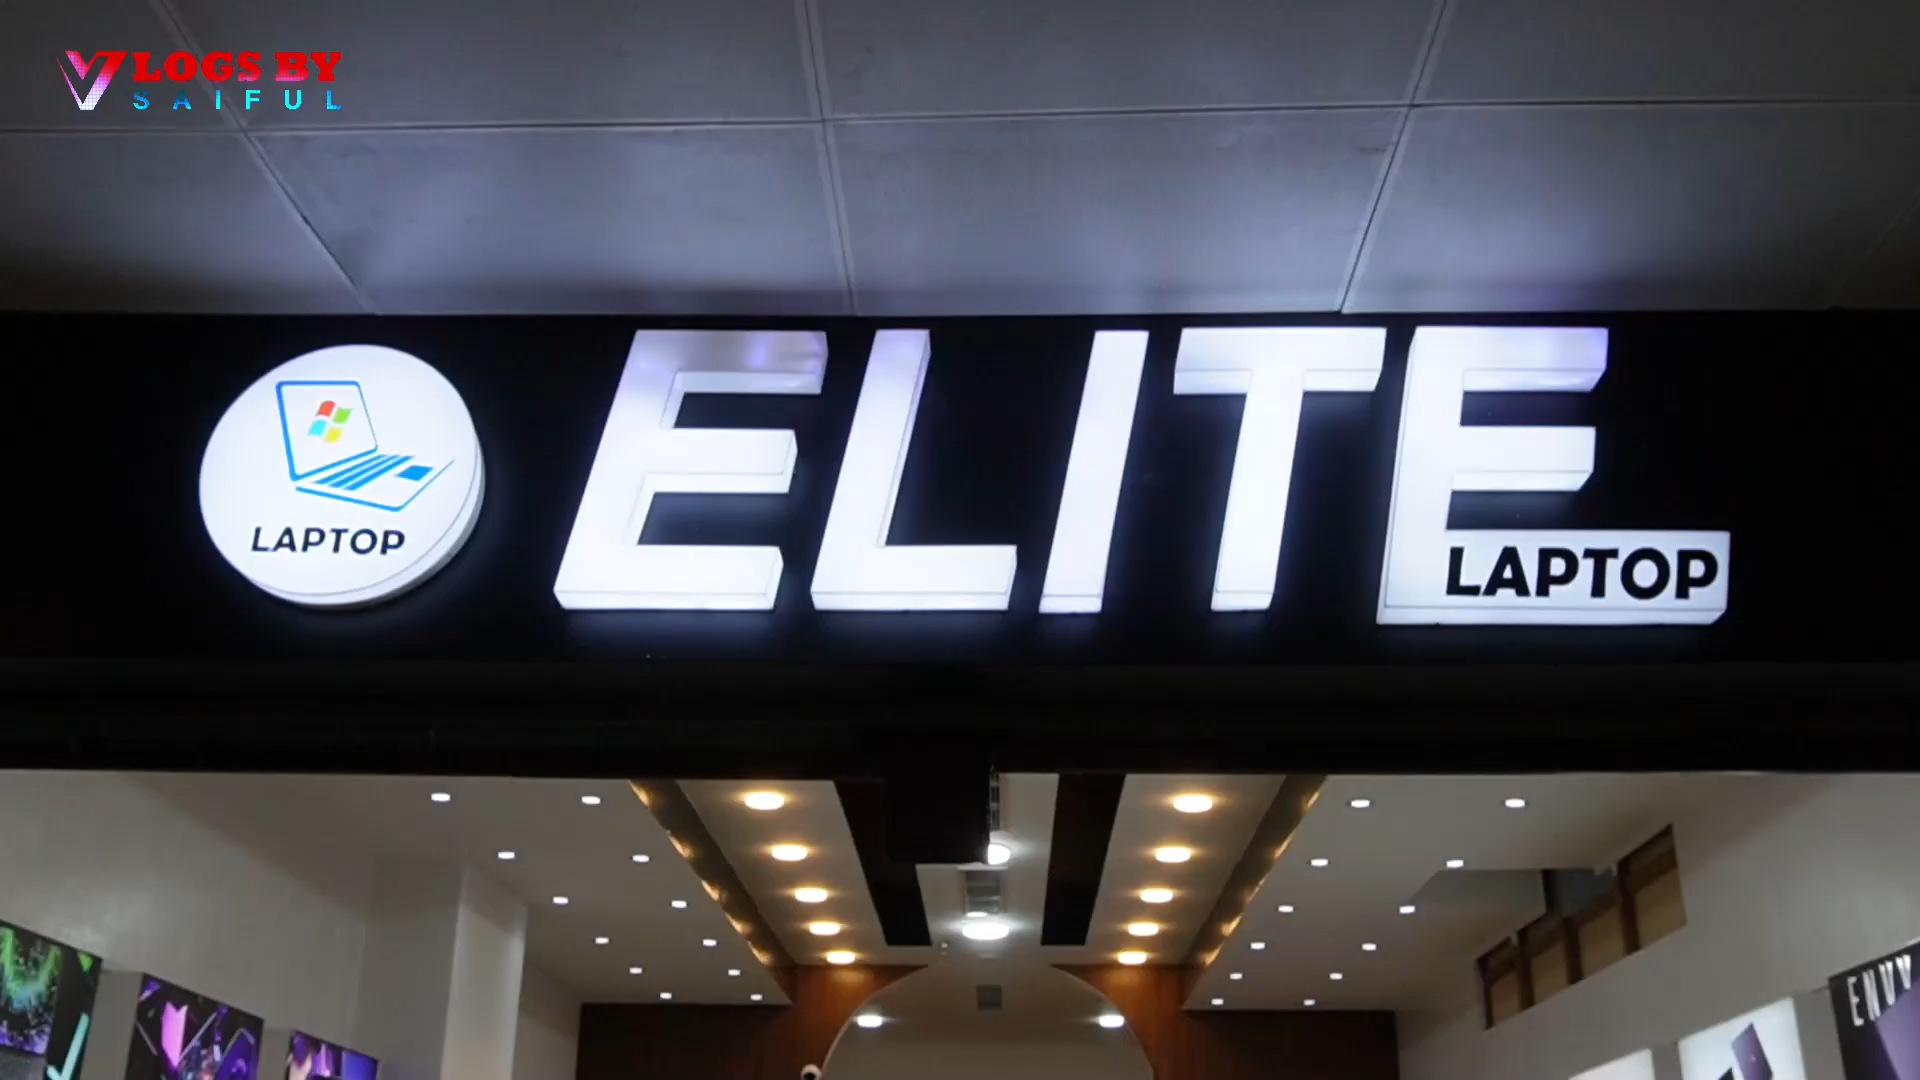 VLOGS BY
SAIFUL
ELITE
LAPTOP
LAPTOP
ENVY